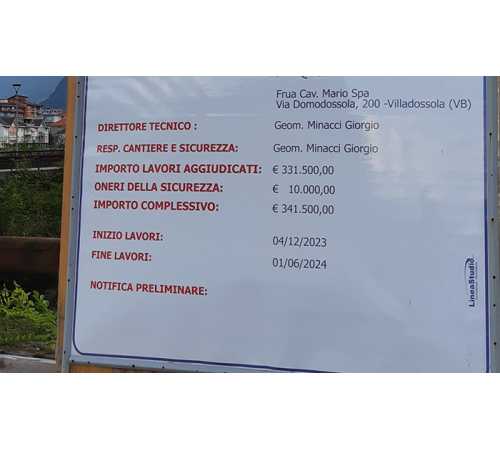 Frua Cav. Mario Spa
Via Domodossola, 200 -Villadossola (VB)
DIRETTORE TECNICO : Geom. Minacci Giorgio
RESP. CANTIERE E SICUREZZA: Geom. Minacci Giorgio
IMPORTO LAVORI AGGIUDICATI: € 331.500,00
ONERI DELLA SICUREZZA: € 10.000,00
IMPORTO COMPLESSIVO: € 341.500,00
INIZIO LAVORI: 04/12/2023
FINE LAVORI: 01/06/2024
NOTIFICA PRELIMINARE:
LineaStudio